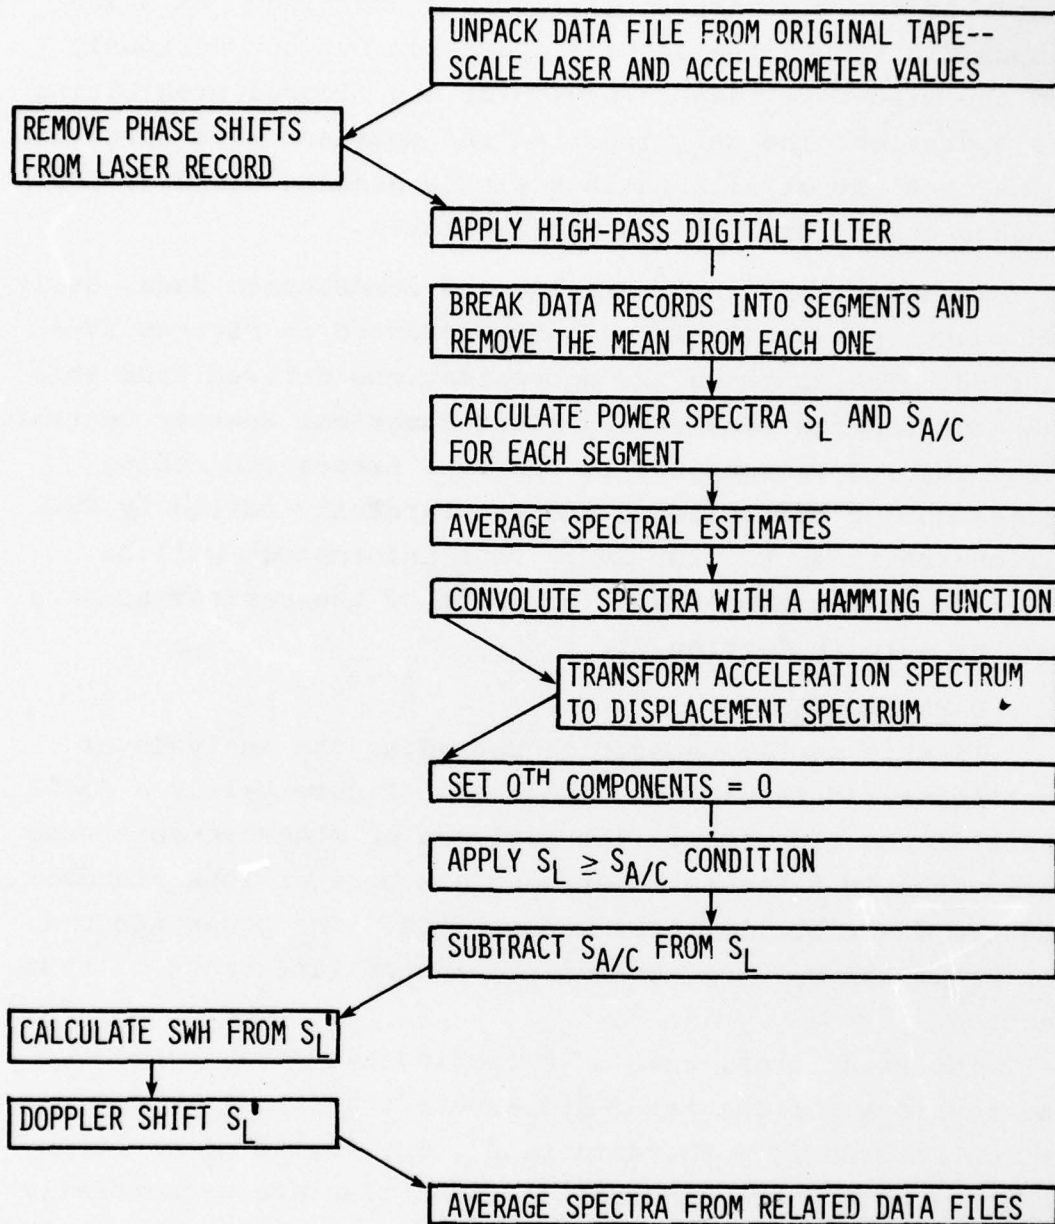 UNPACK DATA FILE FROM ORIGINAL TAPE--
SCALE LASER AND ACCELEROMETER VALUES
REMOVE PHASE SHIFTS
FROM LASER RECORD
APPLY HIGH-PASS DIGITAL FILTER
BREAK DATA RECORDS INTO SEGMENTS AND
REMOVE THE MEAN FROM EACH ONE
CALCULATE POWER SPECTRA S_L AND S_A/C
FOR EACH SEGMENT
AVERAGE SPECTRAL ESTIMATES
CONVOLUTE SPECTRA WITH A HAMMING FUNCTION
TRANSFORM ACCELERATION SPECTRUM
TO DISPLACEMENT SPECTRUM
SET 0^TH COMPONENTS = 0
APPLY S_L ≥ S_A/C CONDITION
SUBTRACT S_A/C FROM S_L
CALCULATE SWH FROM S_L'
DOPPLER SHIFT S_L'
AVERAGE SPECTRA FROM RELATED DATA FILES